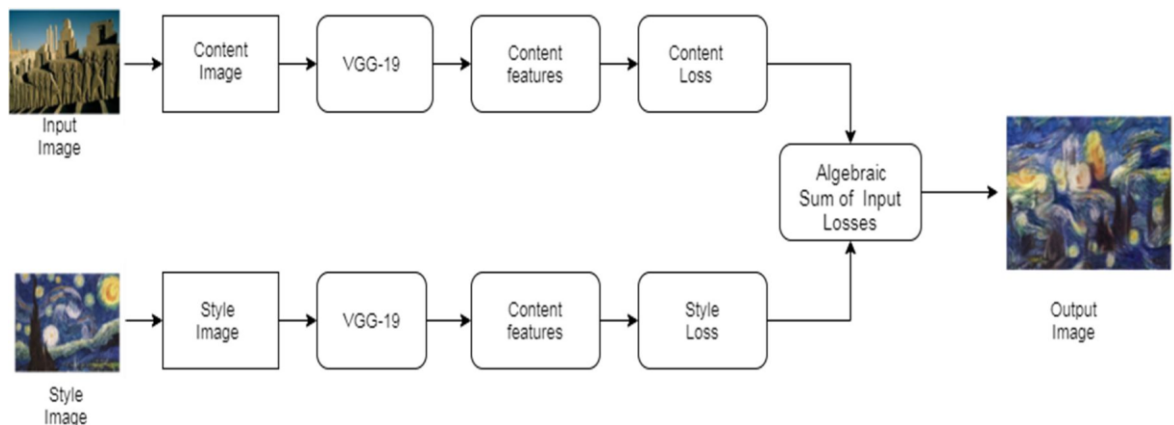 Input
Image
Content
Image
VGG-19
Content
features
Content
Loss
Algebraic
Sum of Input
Losses
Output
Image
Style
Image
Style
Image
VGG-19
Content
features
Style
Loss